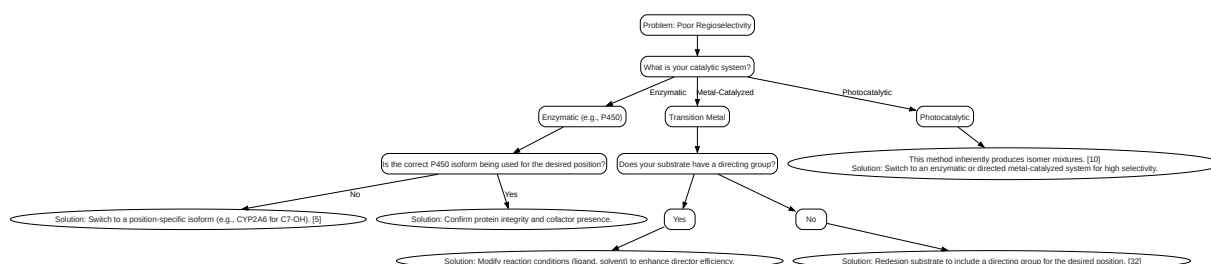 Problem: Poor Regioselectivity
What is your catalytic system?
Enzymatic
Metal-Catalyzed
Photocatalytic
Enzymatic (e.g., P450)
Transition Metal
Photocatalytic
Is the correct P450 isoform being used for the desired position?
Does your substrate have a directing group?
This method inherently produces isomer mixtures. [10]
Solution: Switch to an enzymatic or directed metal-catalyzed system for high selectivity.
No
Yes
Solution: Switch to a position-specific isoform (e.g., CYP2A6 for C7-OH). [5]
Solution: Confirm protein integrity and cofactor presence.
Yes
No
Solution: Modify reaction conditions (ligand, solvent) to enhance director efficiency.
Solution: Redesign substrate to include a directing group for the desired position. [32]